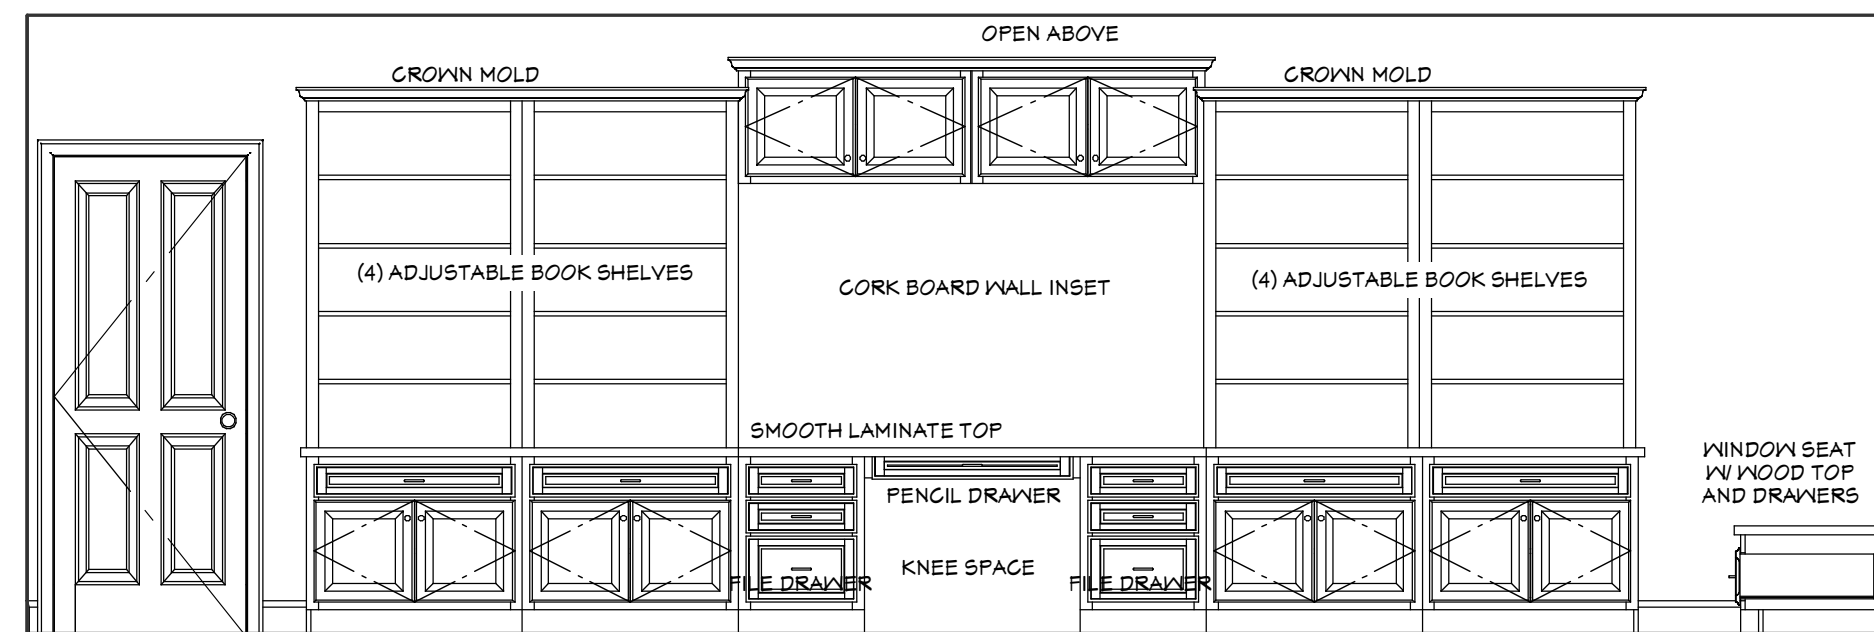 OPEN ABOVE
CROWN MOLD
CROWN MOLD
(4) ADJUSTABLE BOOK SHELVES
CORK BOARD WALL INSET
(4) ADJUSTABLE BOOK SHELVES
SMOOTH LAMINATE TOP
WINDOW SEAT
W/ WOOD TOP
AND DRAWERS
PENCIL DRAWER
KNEE SPACE
FILE DRAWER
FILE DRAWER